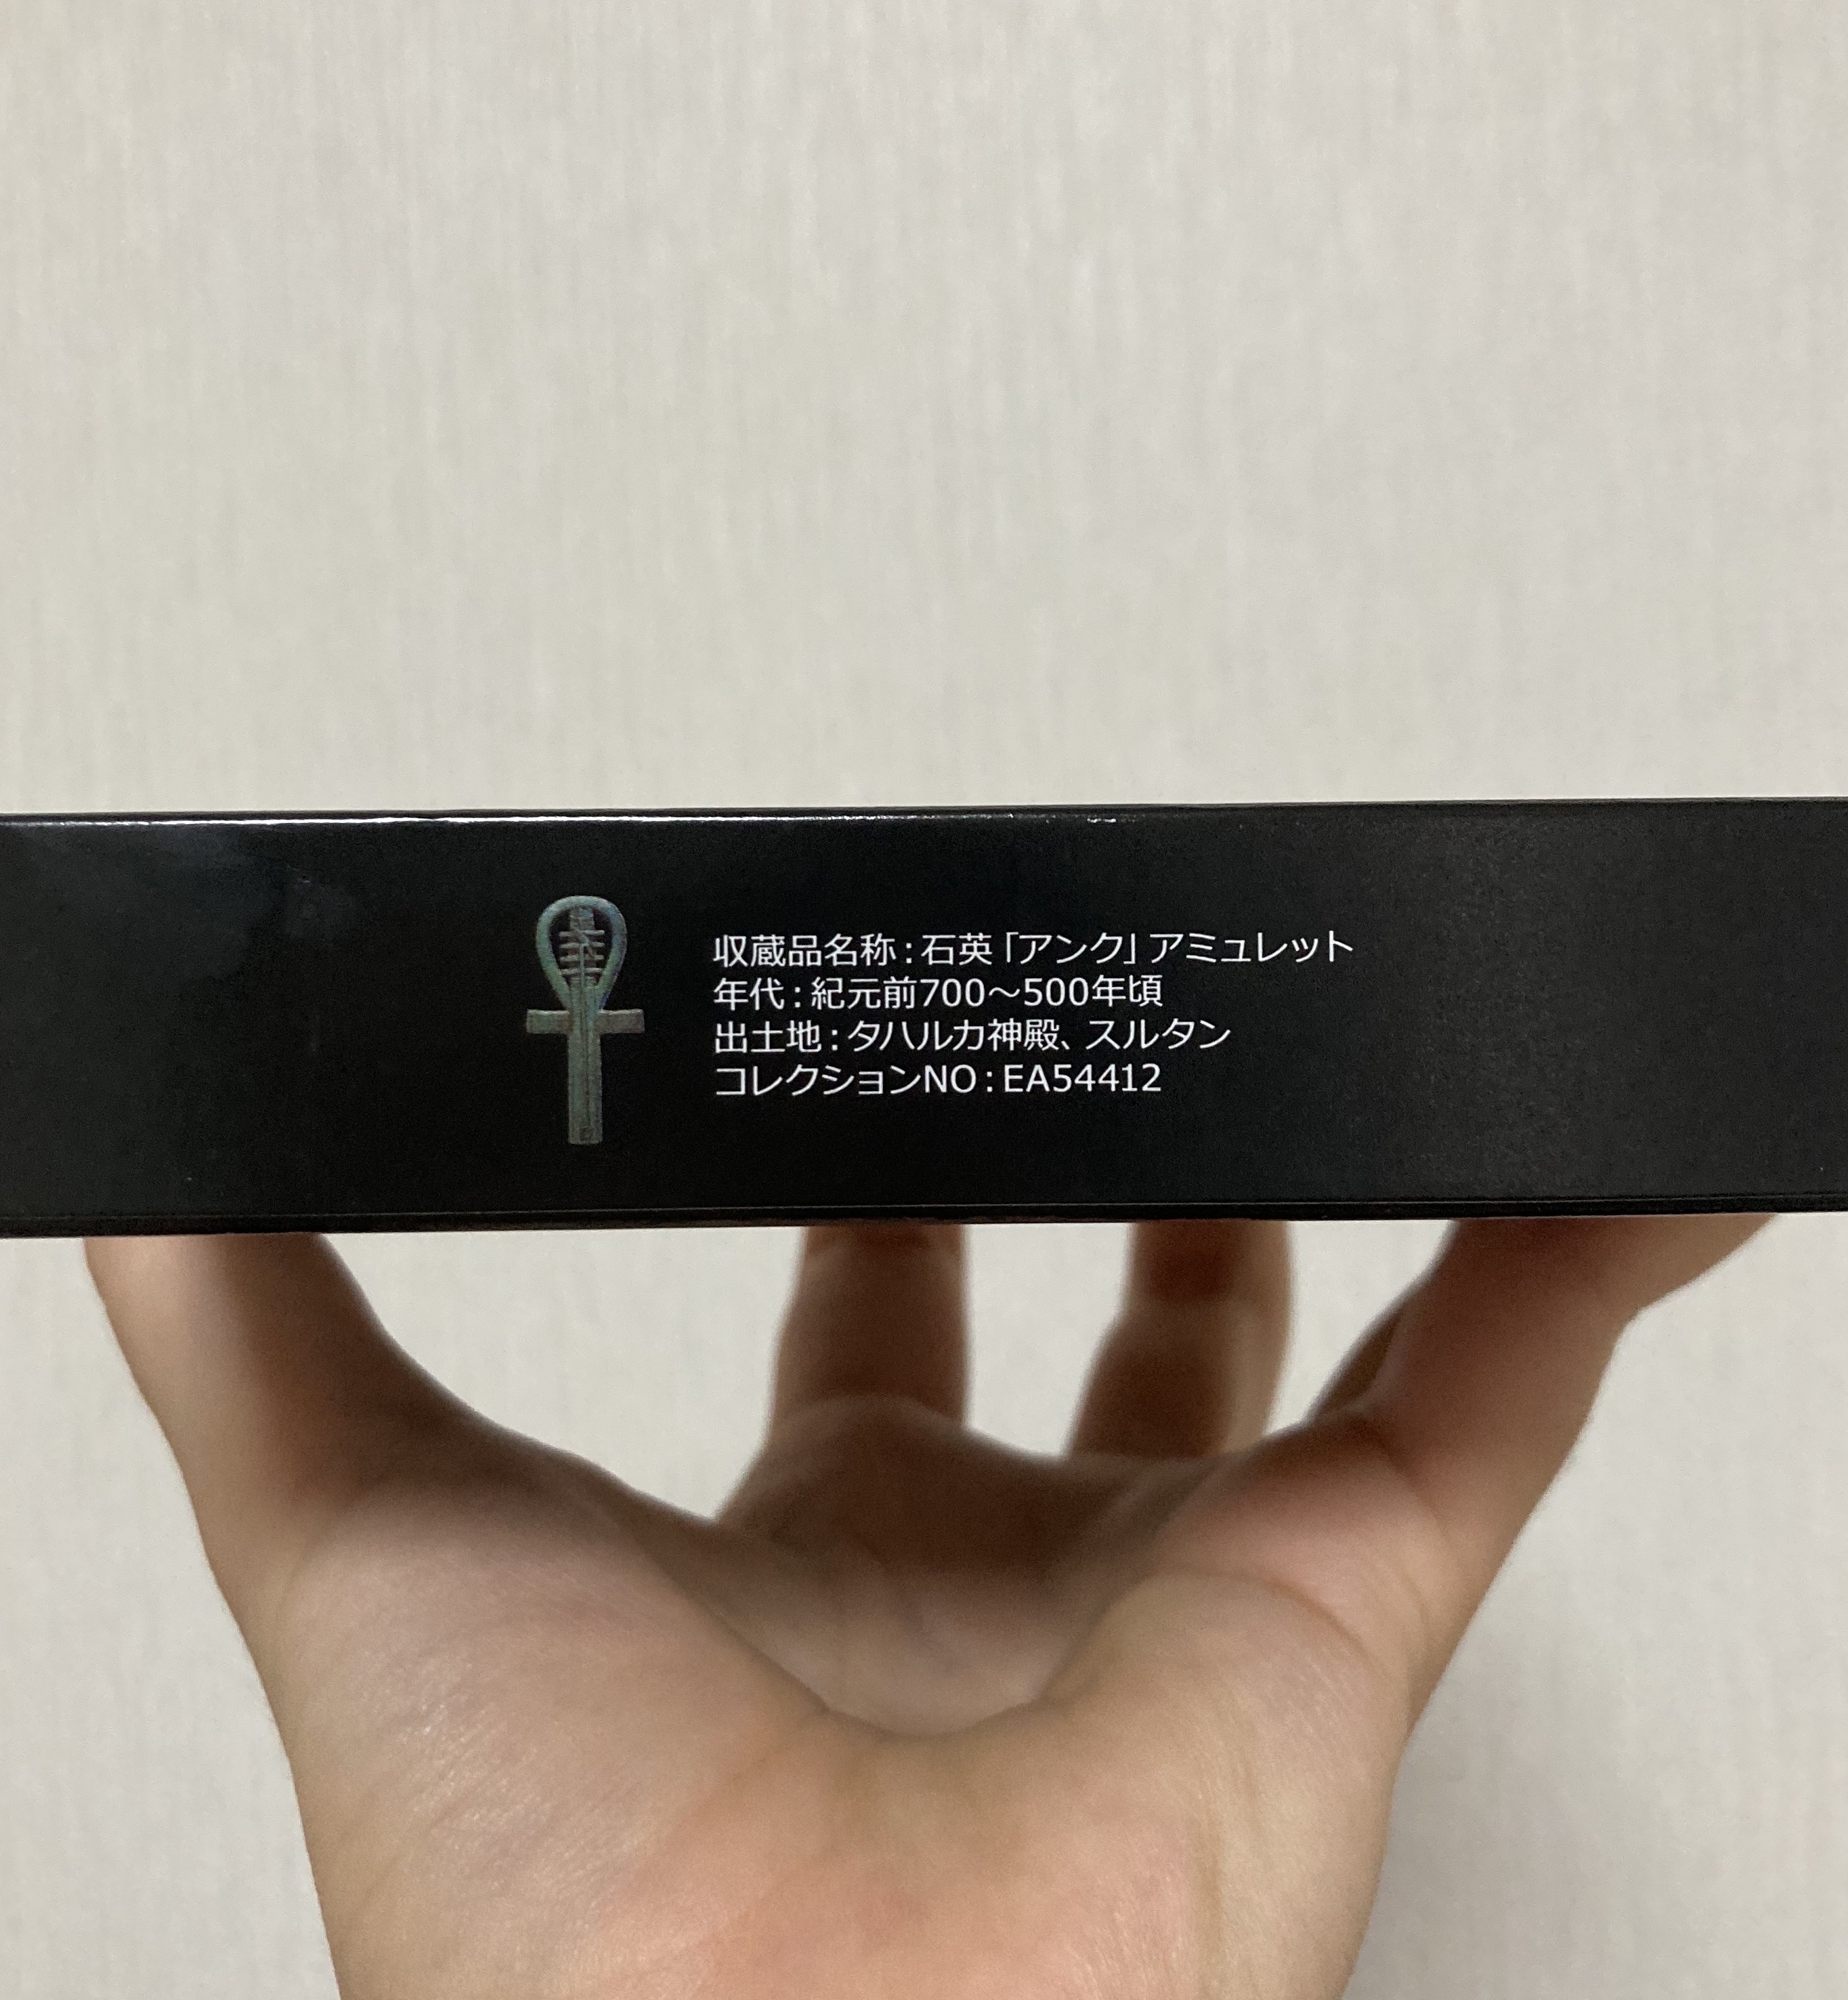 収蔵品名称：石英「アンク」アミュレット
年代：紀元前700〜500年頃
出土地：タハルカ神殿、スルタン
コレクションNO：EA54412